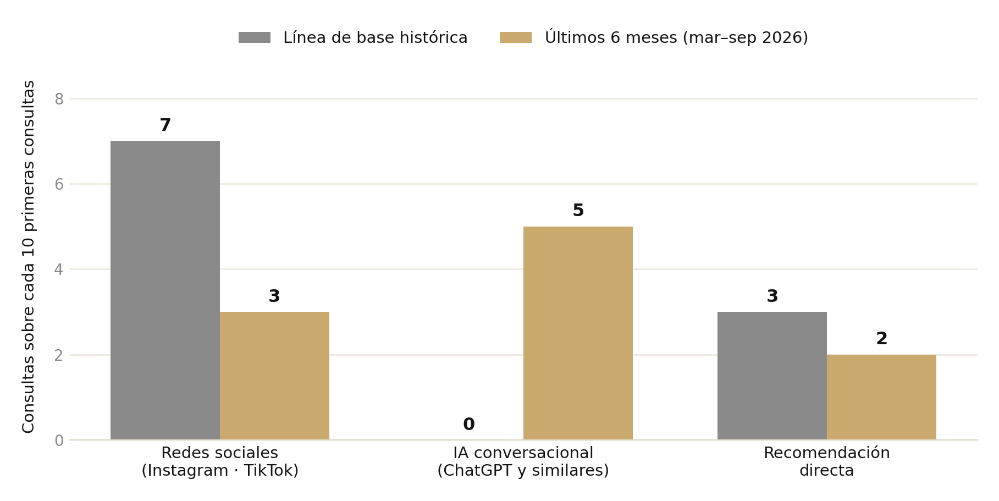 Línea de base histórica
Últimos 6 meses (mar–sep 2026)
Consultas sobre cada 10 primeras consultas
8
6
4
2
0
7
3
0
5
3
2
Redes sociales
(Instagram · TikTok)
IA conversacional
(ChatGPT y similares)
Recomendación
directa